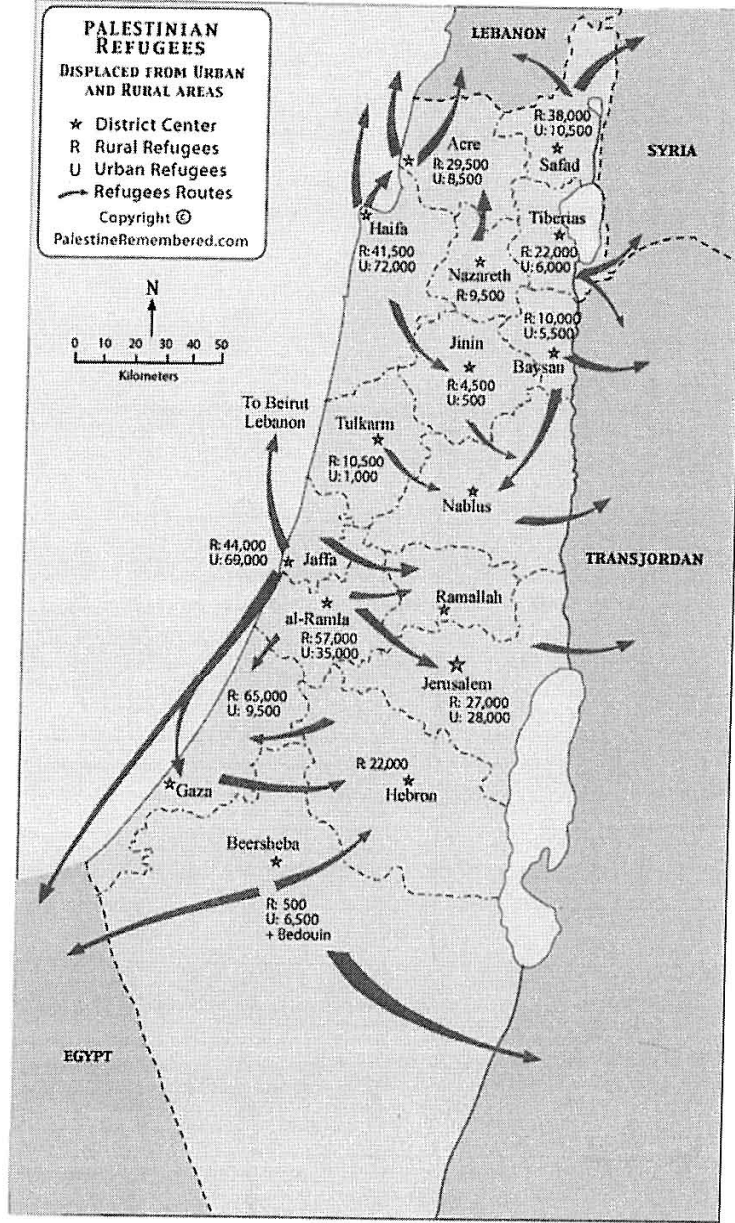 PALESTINIAN
REFUGEES
DISPLACED FROM URBAN
AND RURAL AREAS
District Center
R Rural Refugees
U Urban Refugees
Refugees Routes
Copyright ©
PalestineRemembered.com
N
0 10 20 30 40 50
Kilometers
LEBANON
SYRIA
R: 38,000
U: 10,500
Safad
Acre
R: 29,500
U: 8,500
Haifa
R: 41,500
U: 72,000
Tiberias
R: 22,000
U: 6,000
Nazareth
R: 9,500
R: 10,000
U: 5,500
Baysan
Jinin
R: 4,500
U: 500
To Beirut
Lebanon
Tulkarm
R: 10,500
U: 1,000
Nablus
R: 44,000
U: 69,000
Jaffa
TRANSJORDAN
Ramallah
al-Ramla
R: 57,000
U: 35,000
Jerusalem
R: 27,000
U: 28,000
R: 65,000
U: 9,500
R: 22,000
Hebron
Gaza
Beersheba
R: 500
U: 6,500
+ Bedouin
EGYPT